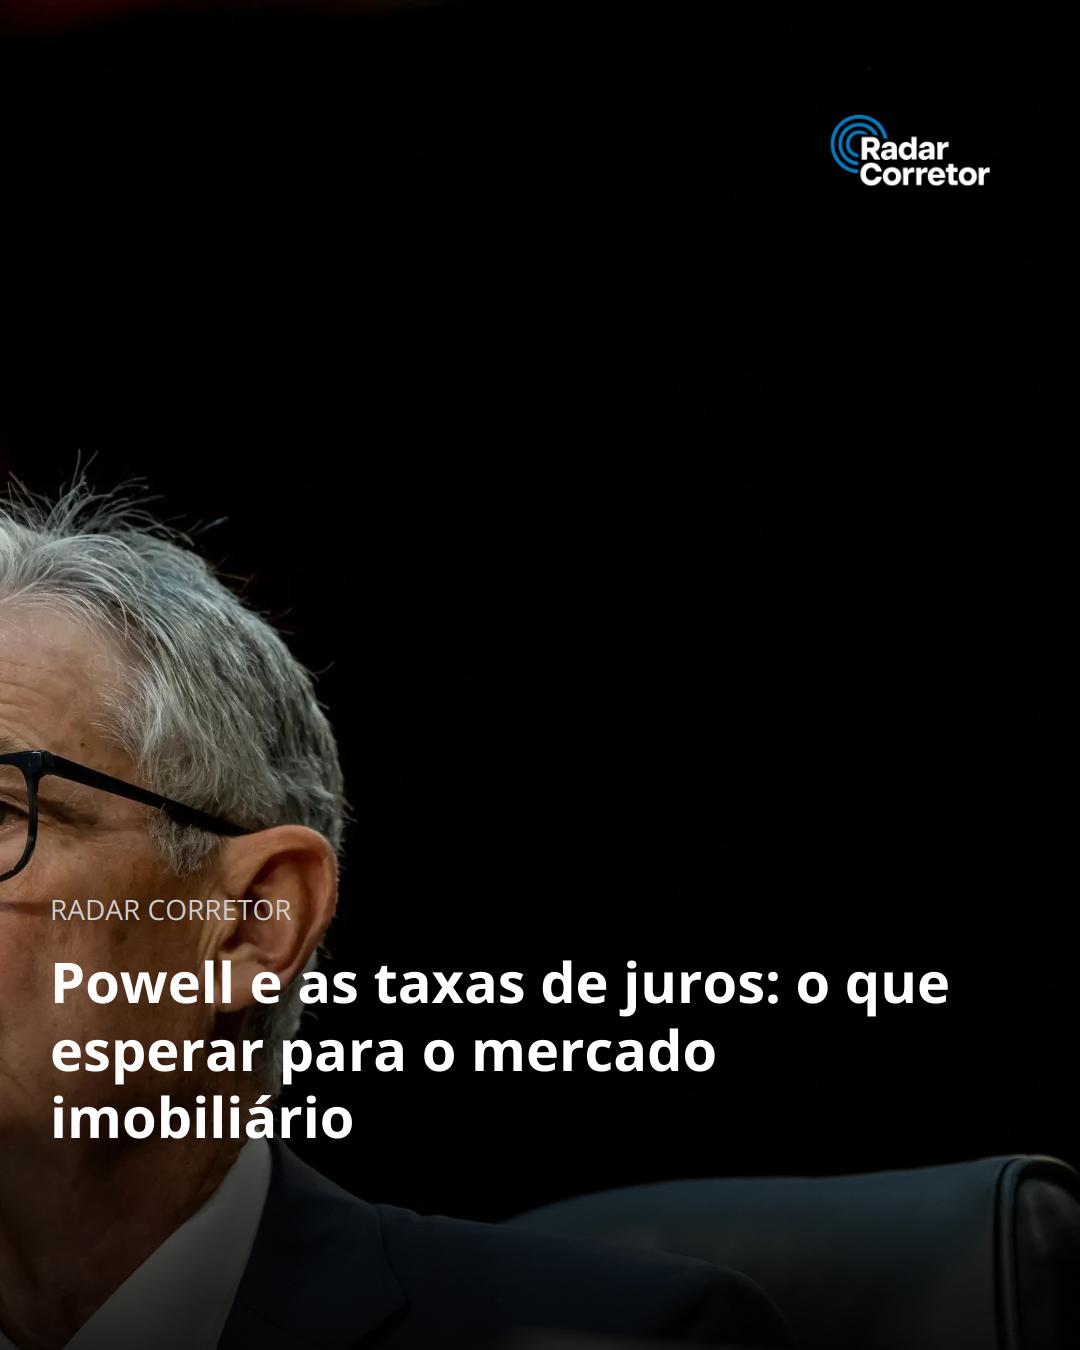 Radar
Corretor
RADAR CORRETOR
Powell e as taxas de juros: o que
esperar para o mercado
imobiliário